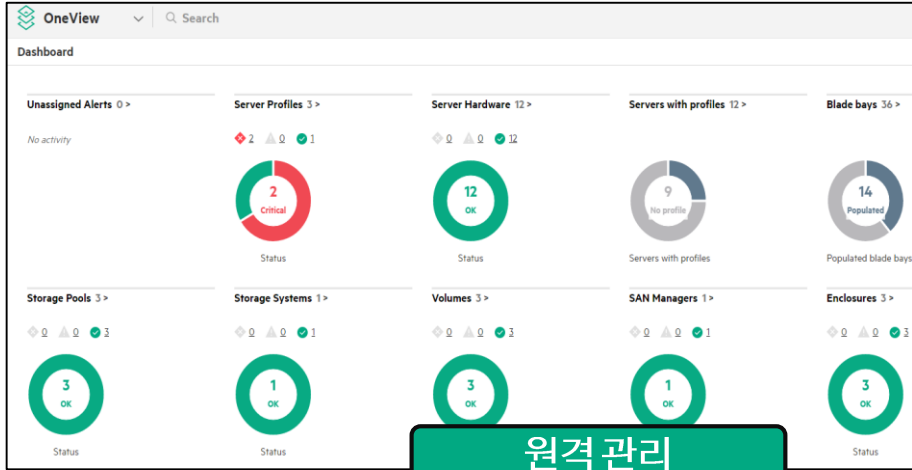 OneView Search
Dashboard
Unassigned Alerts 0 > Server Profiles 3 > Server Hardware 12 > Servers with profiles 12 > Blade bays 36 >
No activity 2 0 1 0 0 12
2 12 9 14
Critical OK No profile Populated
Status Status Servers with profiles Populated blade bays
Storage Pools 3 > Storage Systems 1 > Volumes 3 > SAN Managers 1 > Enclosures 3 >
0 0 3 0 0 1 0 0 3 0 0 1 0 0 3
3 1 3 1 3
OK OK OK OK OK
Status Status Status
원격 관리